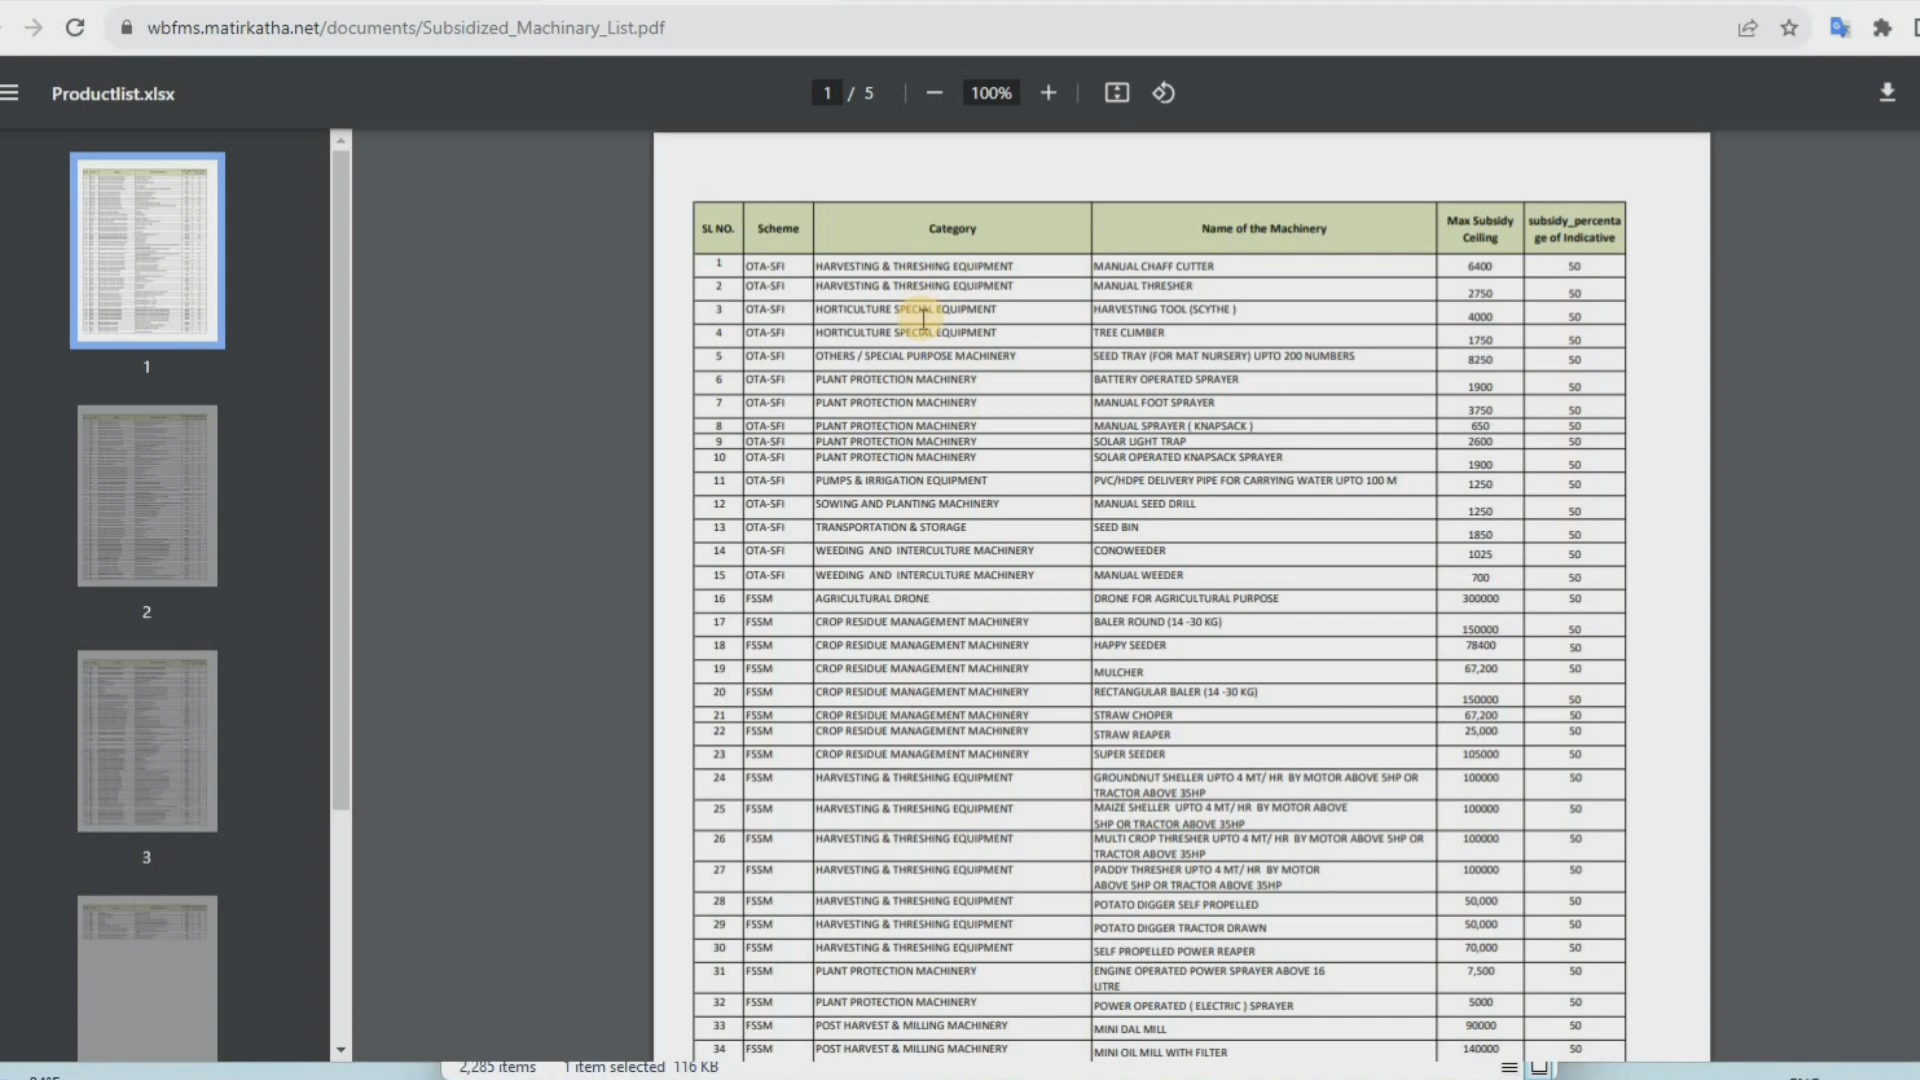 wbfms.matirkatha.net/documents/Subsidized_Machinary_List.pdf
Productlist.xlsx
1 / 5 100%
SL NO. Scheme Category Name of the Machinery Max Subsidy Ceiling subsidy_percenta ge of Indicative
1 OTA-SFI HARVESTING & THRESHING EQUIPMENT MANUAL CHAFF CUTTER 6400 50
2 OTA-SFI HARVESTING & THRESHING EQUIPMENT MANUAL THRESHER 2750 50
3 OTA-SFI HORTICULTURE SPECIAL EQUIPMENT HARVESTING TOOL (SCYTHE ) 4000 50
4 OTA-SFI HORTICULTURE SPECIAL EQUIPMENT TREE CLIMBER 1750 50
5 OTA-SFI OTHERS / SPECIAL PURPOSE MACHINERY SEED TRAY (FOR MAT NURSERY) UPTO 200 NUMBERS 8250 50
6 OTA-SFI PLANT PROTECTION MACHINERY BATTERY OPERATED SPRAYER 1900 50
7 OTA-SFI PLANT PROTECTION MACHINERY MANUAL FOOT SPRAYER 3750 50
8 OTA-SFI PLANT PROTECTION MACHINERY MANUAL SPRAYER ( KNAPSACK ) 650 50
9 OTA-SFI PLANT PROTECTION MACHINERY SOLAR LIGHT TRAP 2600 50
10 OTA-SFI PLANT PROTECTION MACHINERY SOLAR OPERATED KNAPSACK SPRAYER 1900 50
11 OTA-SFI PUMPS & IRRIGATION EQUIPMENT PVC/HDPE DELIVERY PIPE FOR CARRYING WATER UPTO 100 M 1250 50
12 OTA-SFI SOWING AND PLANTING MACHINERY MANUAL SEED DRILL 1250 50
13 OTA-SFI TRANSPORTATION & STORAGE SEED BIN 1850 50
14 OTA-SFI WEEDING AND INTERCULTURE MACHINERY CONOWEEDER 1025 50
15 OTA-SFI WEEDING AND INTERCULTURE MACHINERY MANUAL WEEDER 700 50
16 FSSM AGRICULTURAL DRONE DRONE FOR AGRICULTURAL PURPOSE 300000 50
17 FSSM CROP RESIDUE MANAGEMENT MACHINERY BALER ROUND (14 -30 KG) 150000 50
18 FSSM CROP RESIDUE MANAGEMENT MACHINERY HAPPY SEEDER 78400 50
19 FSSM CROP RESIDUE MANAGEMENT MACHINERY MULCHER 67,200 50
20 FSSM CROP RESIDUE MANAGEMENT MACHINERY RECTANGULAR BALER (14 -30 KG) 150000 50
21 FSSM CROP RESIDUE MANAGEMENT MACHINERY STRAW CHOPER 67,200 50
22 FSSM CROP RESIDUE MANAGEMENT MACHINERY STRAW REAPER 25,000 50
23 FSSM CROP RESIDUE MANAGEMENT MACHINERY SUPER SEEDER 105000 50
24 FSSM HARVESTING & THRESHING EQUIPMENT GROUNDNUT SHELLER UPTO 4 MT/ HR BY MOTOR ABOVE 5HP OR TRACTOR ABOVE 35HP 100000 50
25 FSSM HARVESTING & THRESHING EQUIPMENT MAIZE SHELLER UPTO 4 MT/ HR BY MOTOR ABOVE 5HP OR TRACTOR ABOVE 35HP 100000 50
26 FSSM HARVESTING & THRESHING EQUIPMENT MULTI CROP THRESHER UPTO 4 MT/ HR BY MOTOR ABOVE 5HP OR TRACTOR ABOVE 35HP 100000 50
27 FSSM HARVESTING & THRESHING EQUIPMENT PADDY THRESHER UPTO 4 MT/ HR BY MOTOR ABOVE 5HP OR TRACTOR ABOVE 35HP 100000 50
28 FSSM HARVESTING & THRESHING EQUIPMENT POTATO DIGGER SELF PROPELLED 50,000 50
29 FSSM HARVESTING & THRESHING EQUIPMENT POTATO DIGGER TRACTOR DRAWN 50,000 50
30 FSSM HARVESTING & THRESHING EQUIPMENT SELF PROPELLED POWER REAPER 70,000 50
31 FSSM PLANT PROTECTION MACHINERY ENGINE OPERATED POWER SPRAYER ABOVE 16 LITRE 7,500 50
32 FSSM PLANT PROTECTION MACHINERY POWER OPERATED ( ELECTRIC ) SPRAYER 5000 50
33 FSSM POST HARVEST & MILLING MACHINERY MINI DAL MILL 90000 50
34 FSSM POST HARVEST & MILLING MACHINERY MINI OIL MILL WITH FILTER 140000 50
1
2
3
2,285 items 1 item selected 116 KB